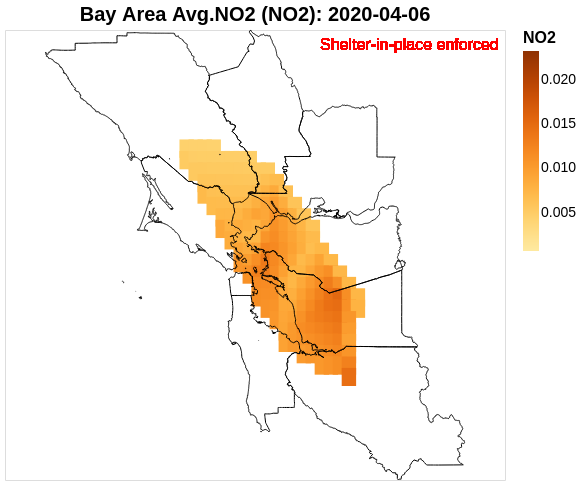 Bay Area Avg.NO2 (NO2): 2020-04-06
Shelter-in-place enforced
NO2
0.020
0.015
0.010
0.005